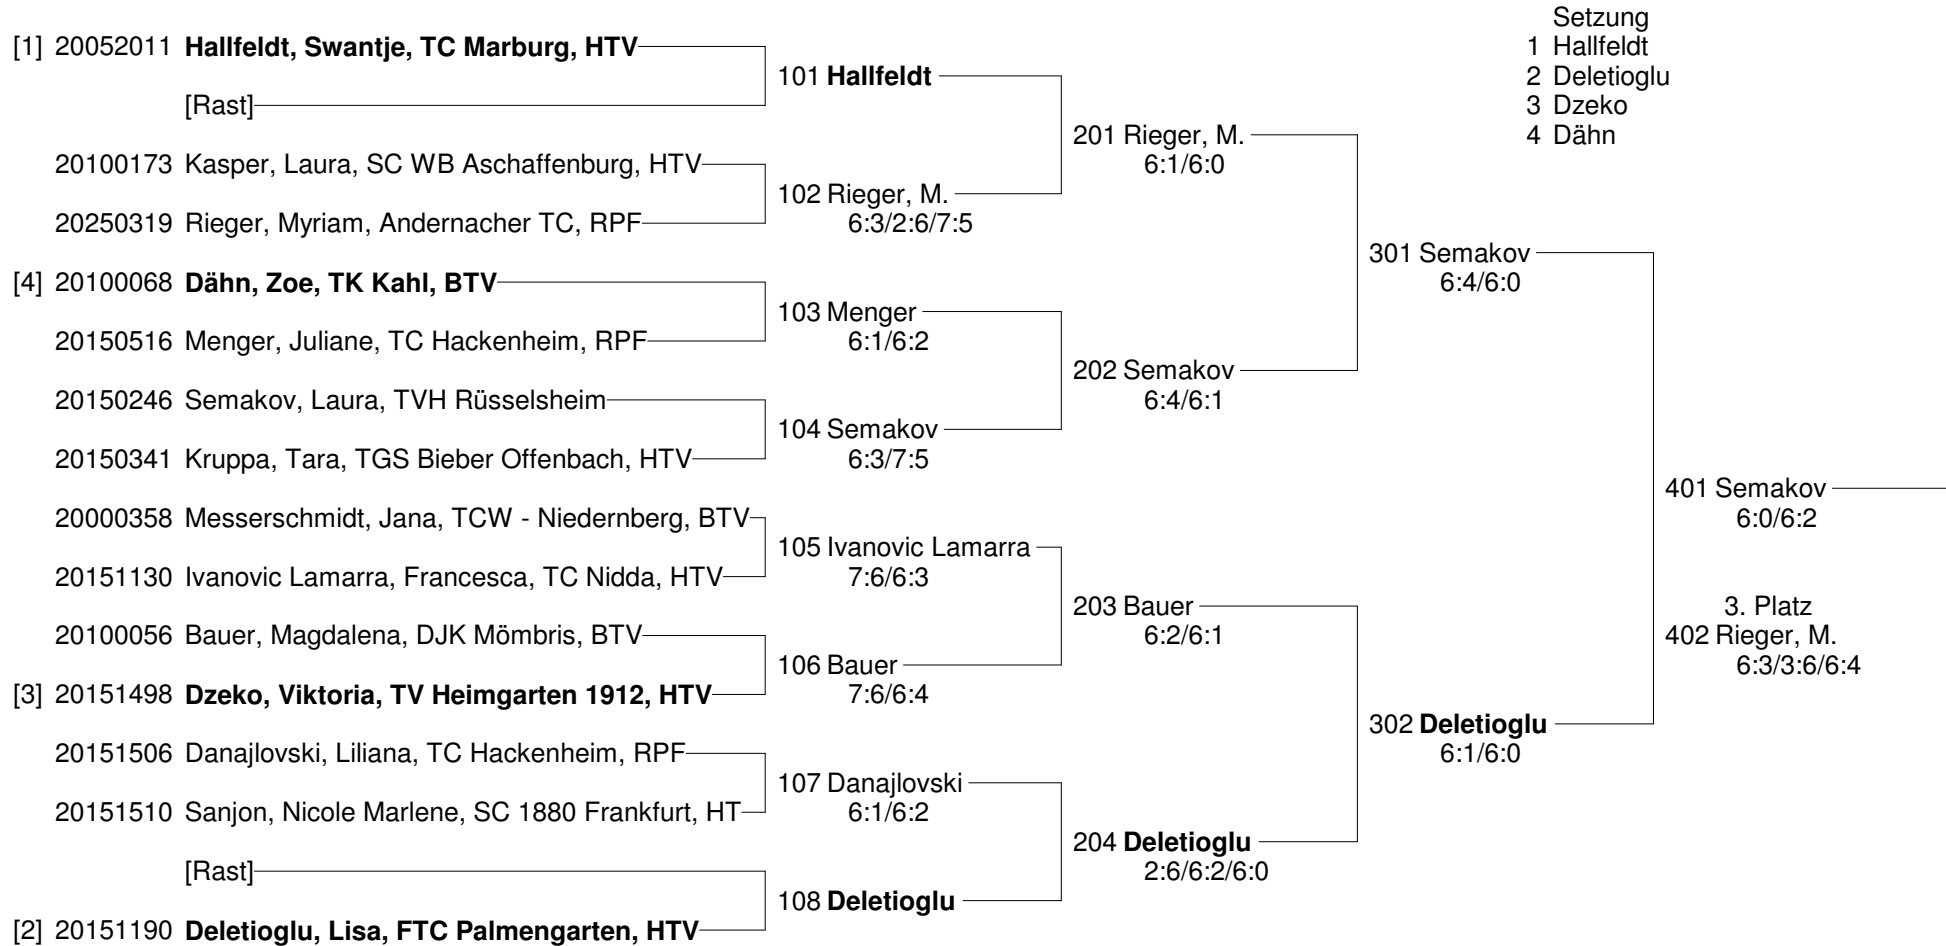 Setzung
1 Hallfeldt
2 Deletioglu
3 Dzeko
4 Dähn
[1] 20052011 Hallfeldt, Swantje, TC Marburg, HTV
[Rast]
20100173 Kasper, Laura, SC WB Aschaffenburg, HTV
20250319 Rieger, Myriam, Andernacher TC, RPF
[4] 20100068 Dähn, Zoe, TK Kahl, BTV
20150516 Menger, Juliane, TC Hackenheim, RPF
20150246 Semakov, Laura, TVH Rüsselsheim
20150341 Kruppa, Tara, TGS Bieber Offenbach, HTV
20000358 Messerschmidt, Jana, TCW - Niedernberg, BTV
20151130 Ivanovic Lamarra, Francesca, TC Nidda, HTV
20100056 Bauer, Magdalena, DJK Mömbris, BTV
[3] 20151498 Dzeko, Viktoria, TV Heimgarten 1912, HTV
20151506 Danajlovski, Liliana, TC Hackenheim, RPF
20151510 Sanjon, Nicole Marlene, SC 1880 Frankfurt, HT
[Rast]
[2] 20151190 Deletioglu, Lisa, FTC Palmengarten, HTV
101 Hallfeldt
102 Rieger, M.
6:3/2:6/7:5
103 Menger
6:1/6:2
104 Semakov
6:3/7:5
105 Ivanovic Lamarra
7:6/6:3
106 Bauer
7:6/6:4
107 Danajlovski
6:1/6:2
108 Deletioglu
201 Rieger, M.
6:1/6:0
202 Semakov
6:4/6:1
203 Bauer
6:2/6:1
204 Deletioglu
2:6/6:2/6:0
301 Semakov
6:4/6:0
302 Deletioglu
6:1/6:0
401 Semakov
6:0/6:2
3. Platz
402 Rieger, M.
6:3/3:6/6:4